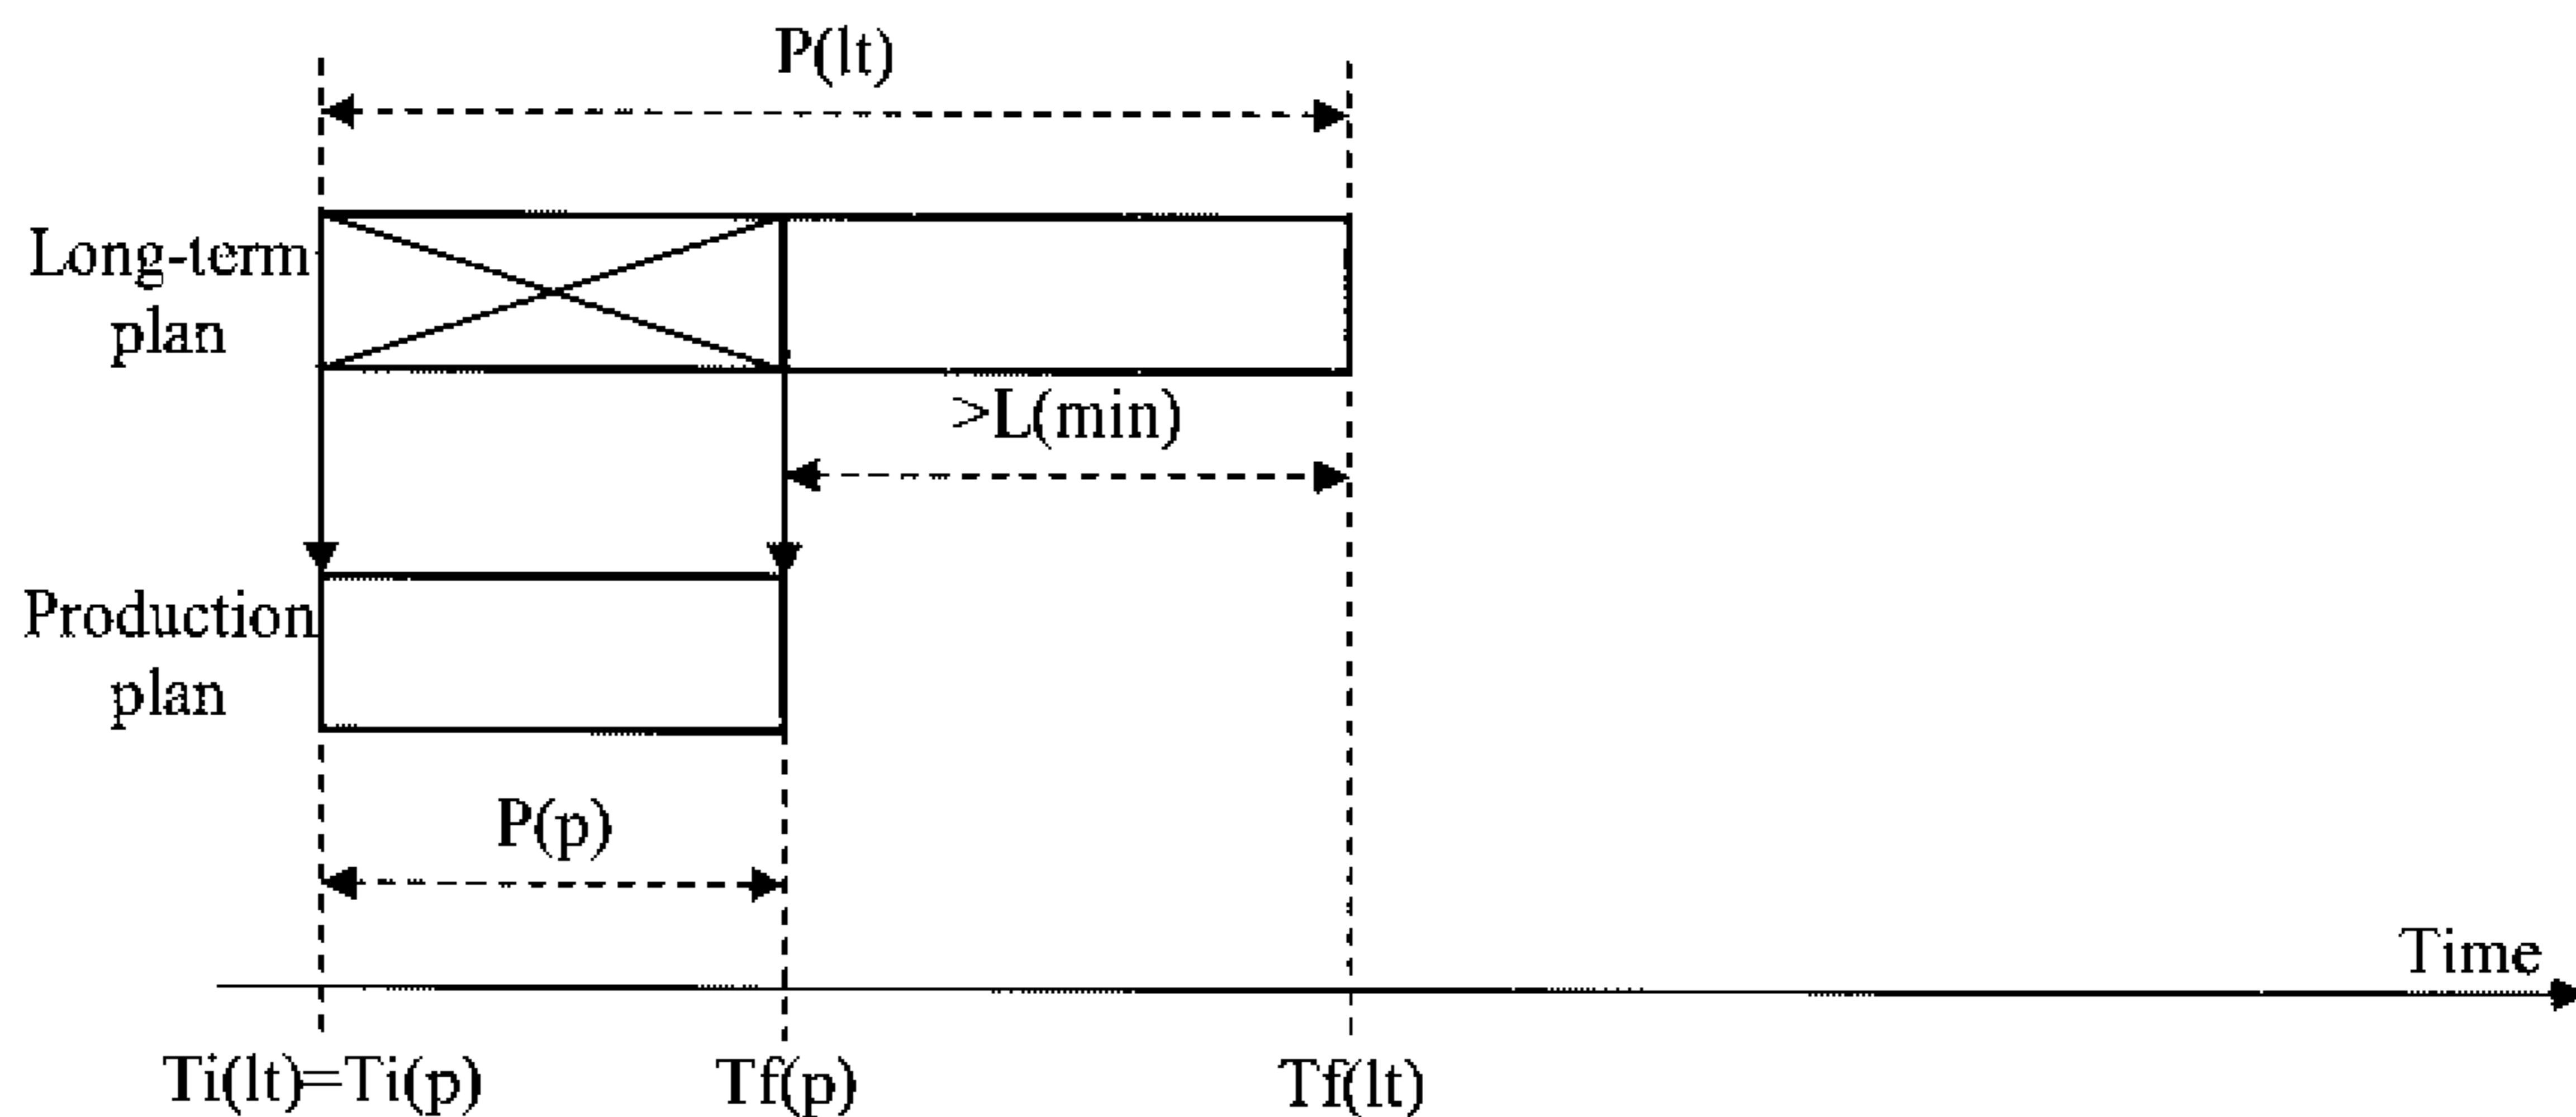 P(lt)
Long-term
plan
>L(min)
Production
plan
P(p)
Time
Ti(lt)=Ti(p)
Tf(p)
Tf(lt)